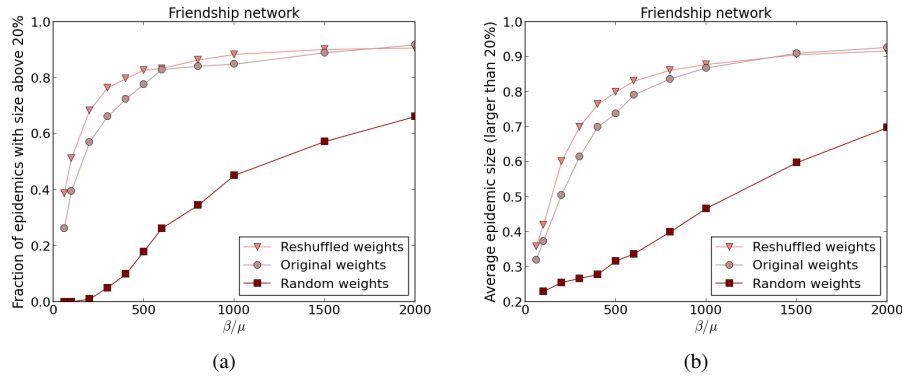 Friendship network
Fraction of epidemics with size above 20%
1.0
0.8
0.6
0.4
0.2
0.0
0
500
1000
1500
2000
β/μ
Reshuffled weights
Original weights
Random weights
(a)
Friendship network
Average epidemic size (larger than 20%)
1.0
0.9
0.8
0.7
0.6
0.5
0.4
0.3
0.2
0
500
1000
1500
2000
β/μ
Reshuffled weights
Original weights
Random weights
(b)